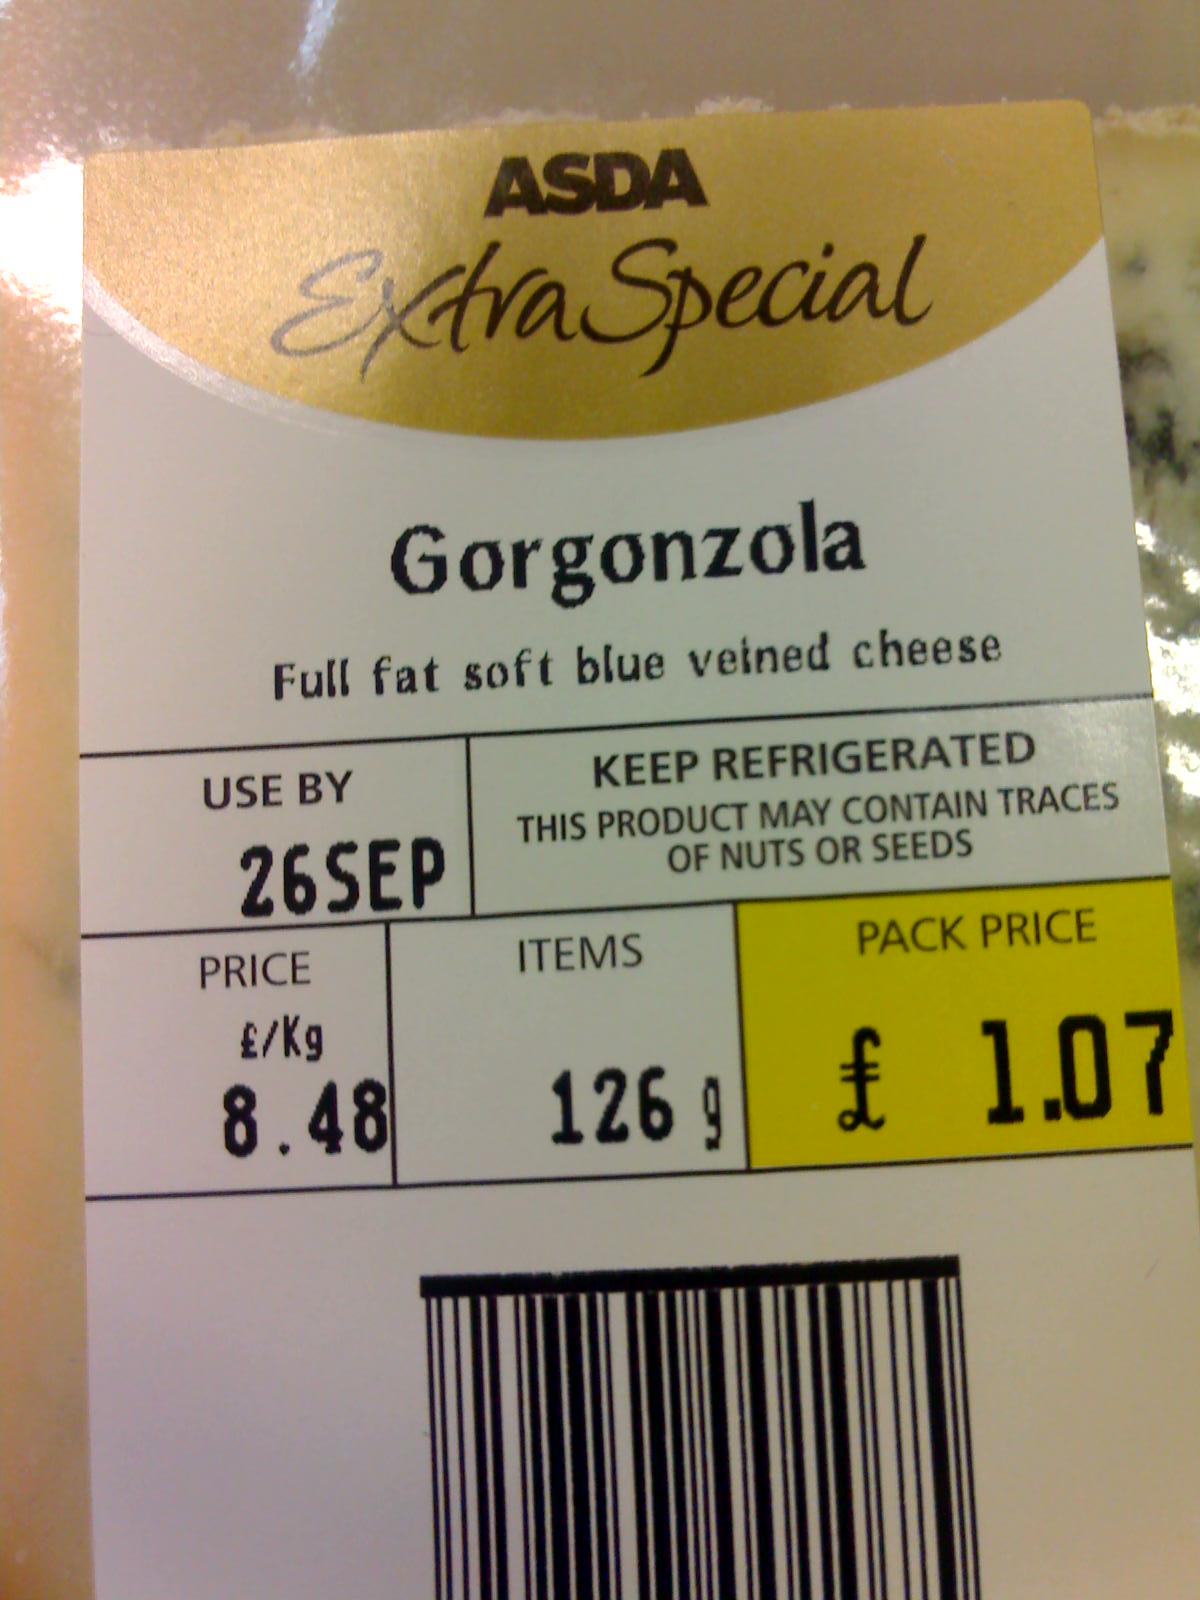 ASDA
Extra Special
Gorgonzola
Full fat soft blue veined cheese
USE BY
26SEP
KEEP REFRIGERATED
THIS PRODUCT MAY CONTAIN TRACES
OF NUTS OR SEEDS
PRICE
£/Kg
8.48
ITEMS
126 g
PACK PRICE
£ 1.07